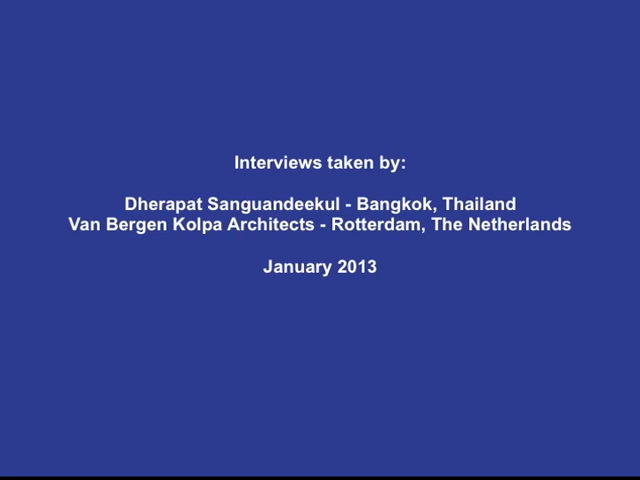 Interviews taken by:
Dherapat Sanguandeekul - Bangkok, Thailand
Van Bergen Kolpa Architects - Rotterdam, The Netherlands
January 2013